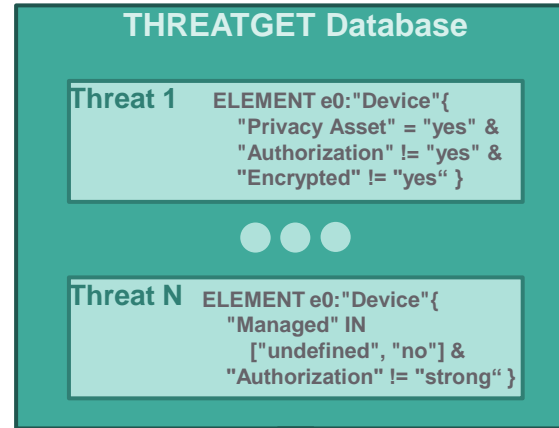 THREATGET Database
Threat 1 ELEMENT e0:"Device"{
"Privacy Asset" = "yes" &
"Authorization" != "yes" &
"Encrypted" != "yes“ }
Threat N ELEMENT e0:"Device"{
"Managed" IN
["undefined", "no"] &
"Authorization" != "strong“ }